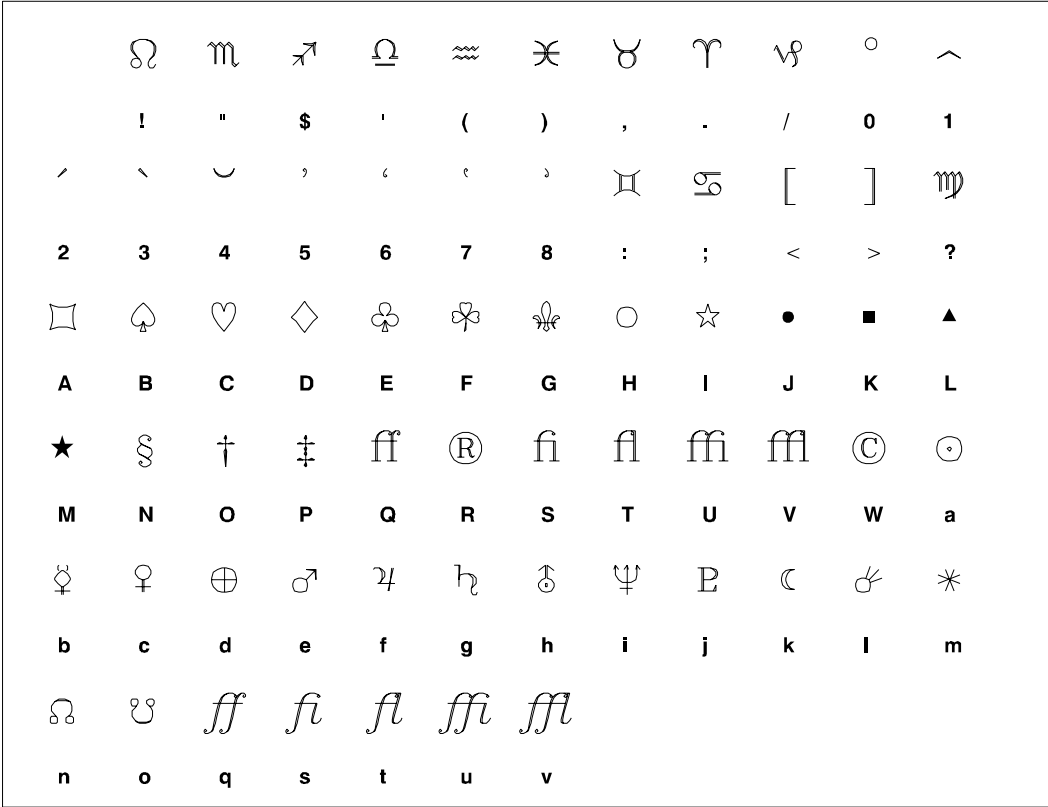 ☊ ♏ ♐ ♎ ♒ ♓ ♉ ♈ ♑ ° ︿
! " $ ' ( ) , . / 0 1
ˊ ˋ ⌣ ʼ ʻ ♊ ♋ [ ] ♍
2 3 4 5 6 7 8 : ; < > ?
♤ ♡ ♢ ♧ ☘ ⚜ ○ ☆ ● ■ ▲
A B C D E F G H I J K L
★ § † ‡ ff ® fi fl ffi ffl © ☉
M N O P Q R S T U V W a
☿ ♀ ⊕ ♂ ♃ ♄ ⛢ ♆ ♇ ☾ ☄ ✳
b c d e f g h i j k l m
☊ ☋ ff fi fl ffi ffl
n o q s t u v